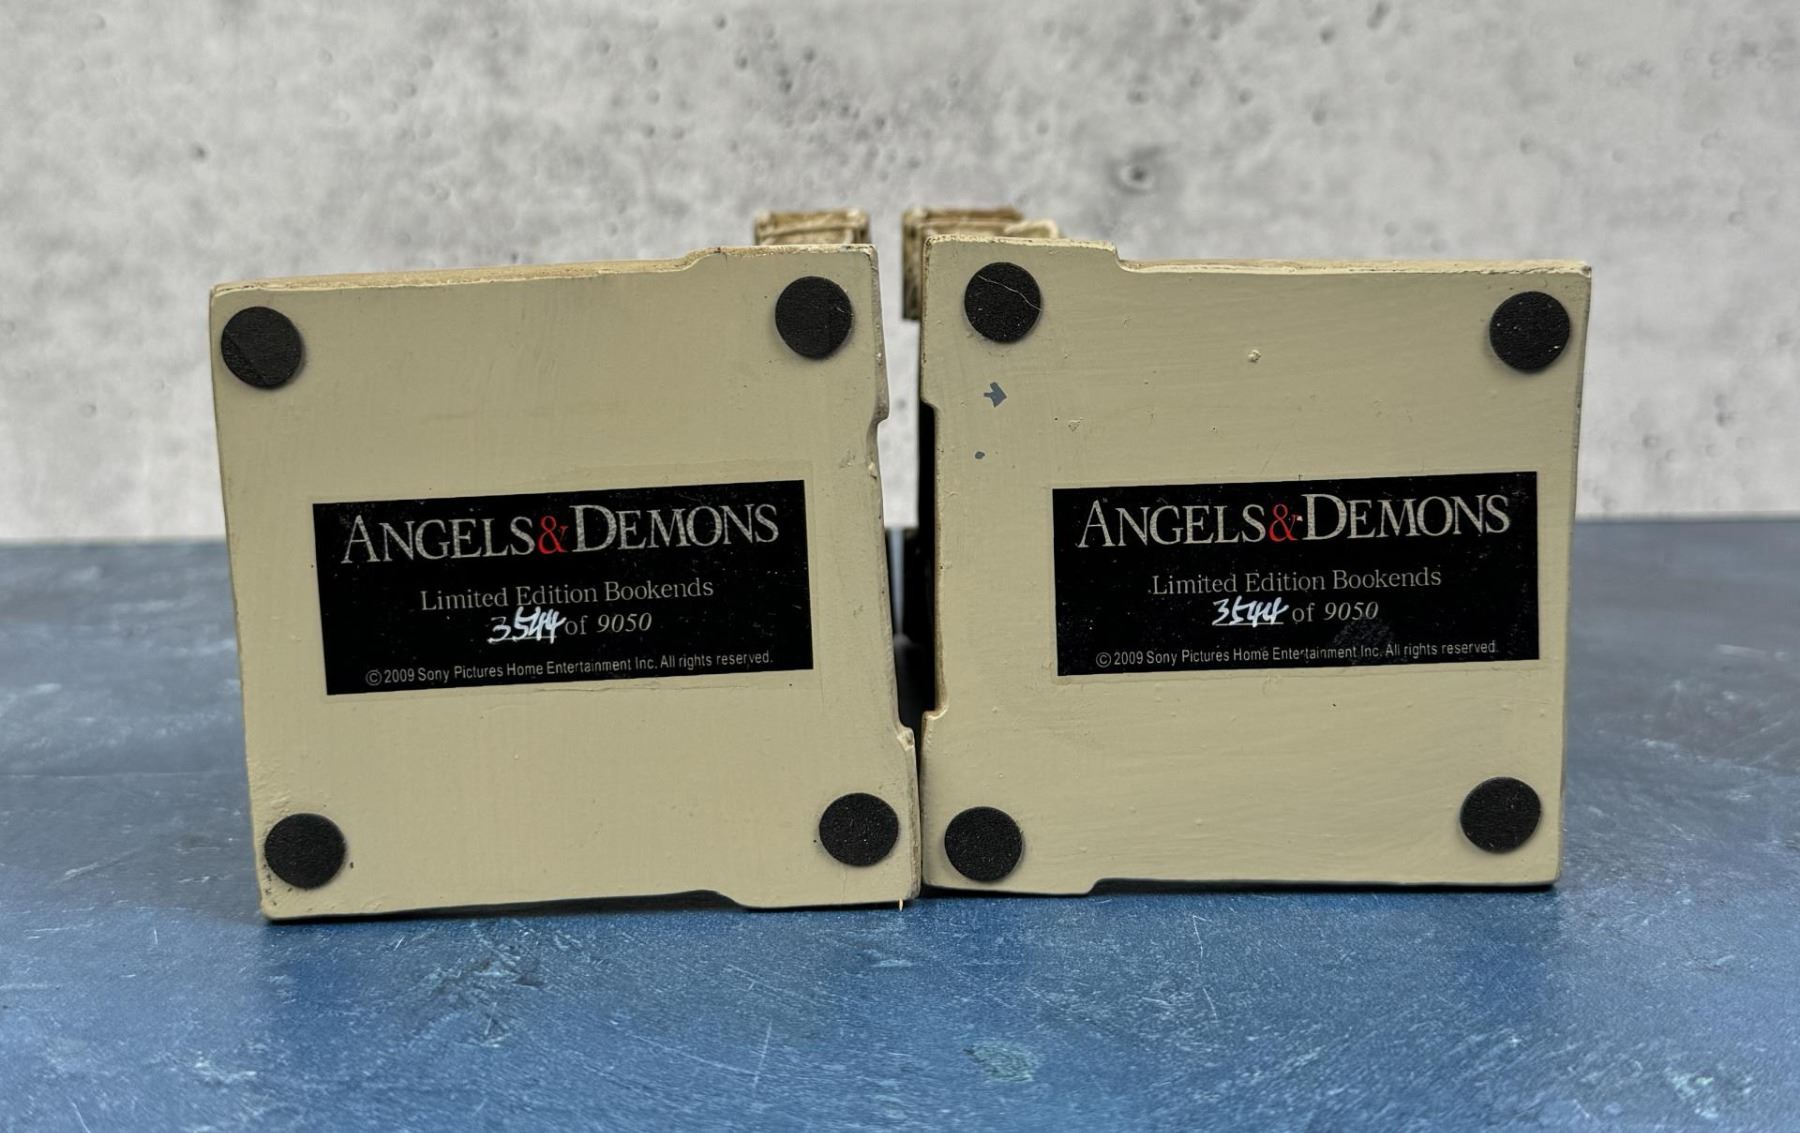 ANGELS & DEMONS
Limited Edition Bookends
3544 of 9050
© 2009 Sony Pictures Home Entertainment Inc. All rights reserved.
ANGELS & DEMONS
Limited Edition Bookends
3544 of 9050
© 2009 Sony Pictures Home Entertainment Inc. All rights reserved.